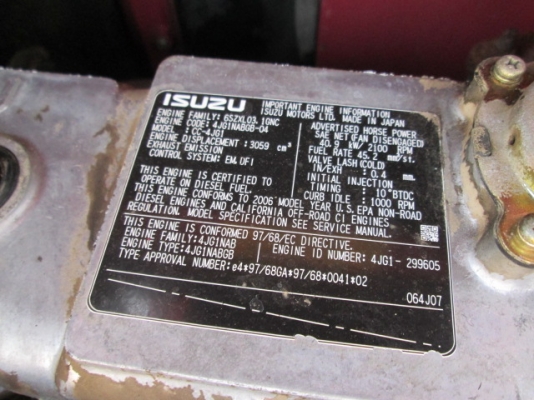 ISUZU
IMPORTANT ENGINE INFORMATION
ISUZU MOTORS LTD. MADE IN JAPAN
ENGINE FAMILY: 6SZXL03.1GNC
ENGINE CODE: 4JG1NABGB-04
MODEL: CC-4JG1
ENGINE DISPLACEMENT: 3059 cm³
EXHAUST EMISSION
CONTROL SYSTEM: EM, DFI
ADVERTISED HORSE POWER
SAE NET (FAN DISENGAGED)
40.9 kW/ 2100 RPM
FUEL RATE 45.2 mm³/st.
VALVE LASH (COLD)
IN/EXH : 0.4 mm
INITIAL INJECTION
TIMING : 10°BTDC
IDLE : 1000 RPM
THIS ENGINE IS CERTIFIED TO
OPERATE ON DIESEL FUEL.
THIS ENGINE CONFORMS TO 2006 MODEL YEAR U.S. EPA NON-ROAD
DIESEL ENGINES AND CALIFORNIA OFF-ROAD CI ENGINES
REGULATION. MODEL SPECIFICATION SEE SERVICE MANUAL.
THIS ENGINE IS CONFORMED 97/68/EC DIRECTIVE.
ENGINE FAMILY: 4JG1NAB
ENGINE ID NUMBER: 4JG1- 299605
ENGINE TYPE: 4JG1NABGB
TYPE APPROVAL NUMBER: e4*97/68GA*97/68*0041*02
064J07